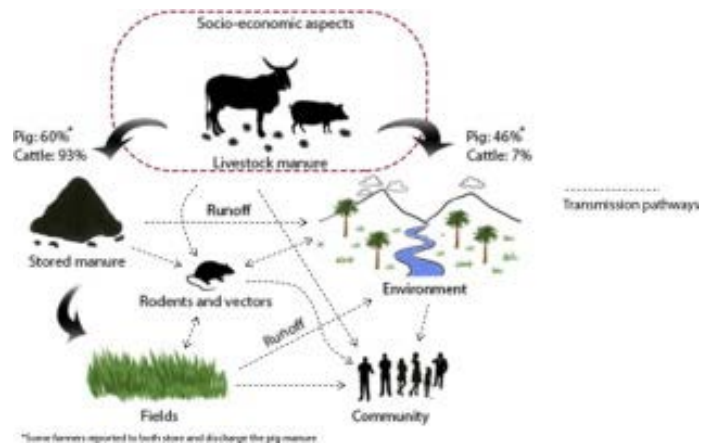 Socio-economic aspects
Pig: 60%*
Cattle: 93%
Pig: 46%*
Cattle: 7%
Livestock manure
Transmission pathways
Runoff
Stored manure
Rodents and vectors
Environment
Runoff
Fields
Community
*Some farmers reported to both store and discharge the pig manure